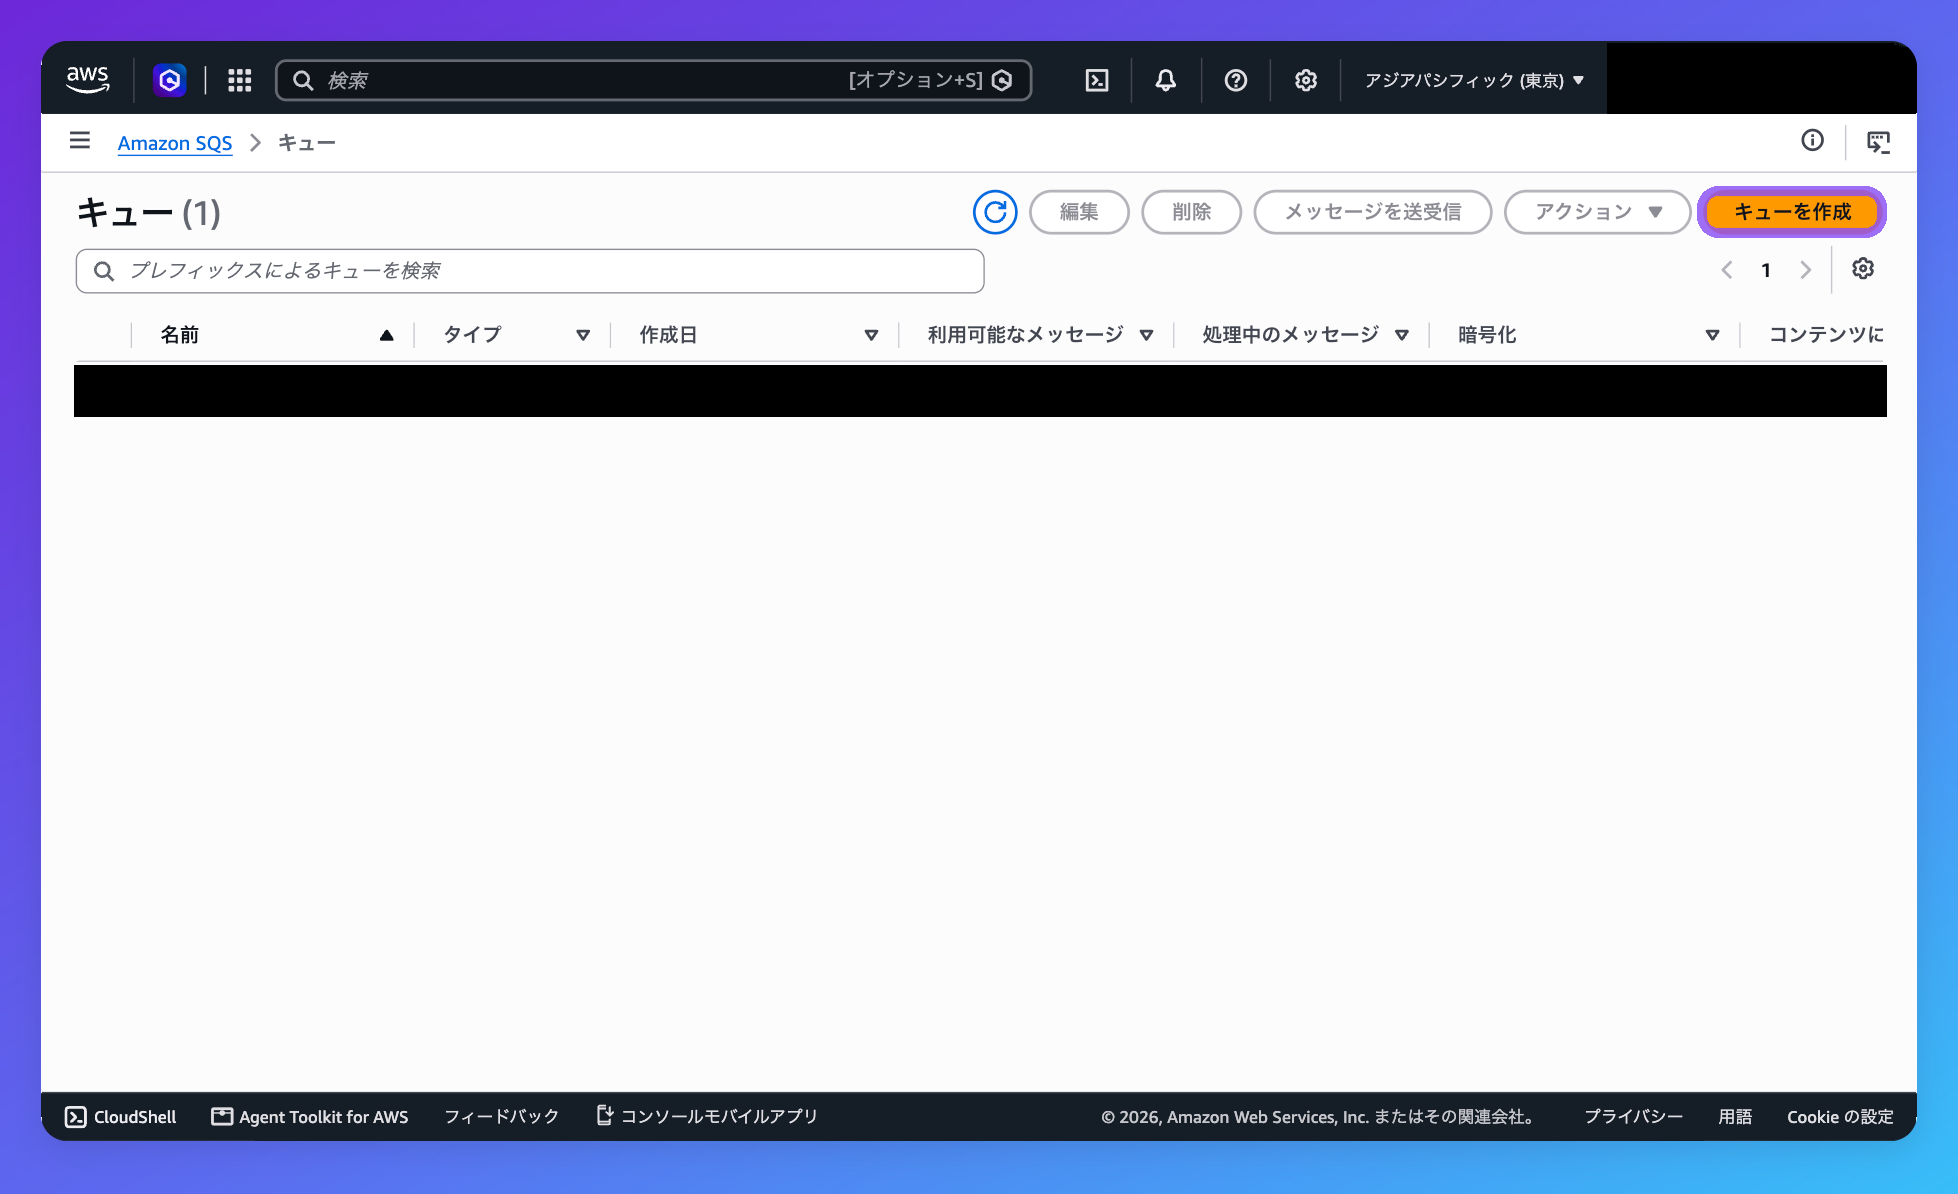 aws 検索 [オプション+S] アジアパシフィック (東京) ▼
Amazon SQS > キュー
キュー (1) 編集 削除 メッセージを送受信 アクション ▼ キューを作成
プレフィックスによるキューを検索 1
名前 タイプ 作成日 利用可能なメッセージ 処理中のメッセージ 暗号化 コンテンツに
CloudShell Agent Toolkit for AWS フィードバック コンソールモバイルアプリ © 2026, Amazon Web Services, Inc. またはその関連会社。 プライバシー 用語 Cookie の設定